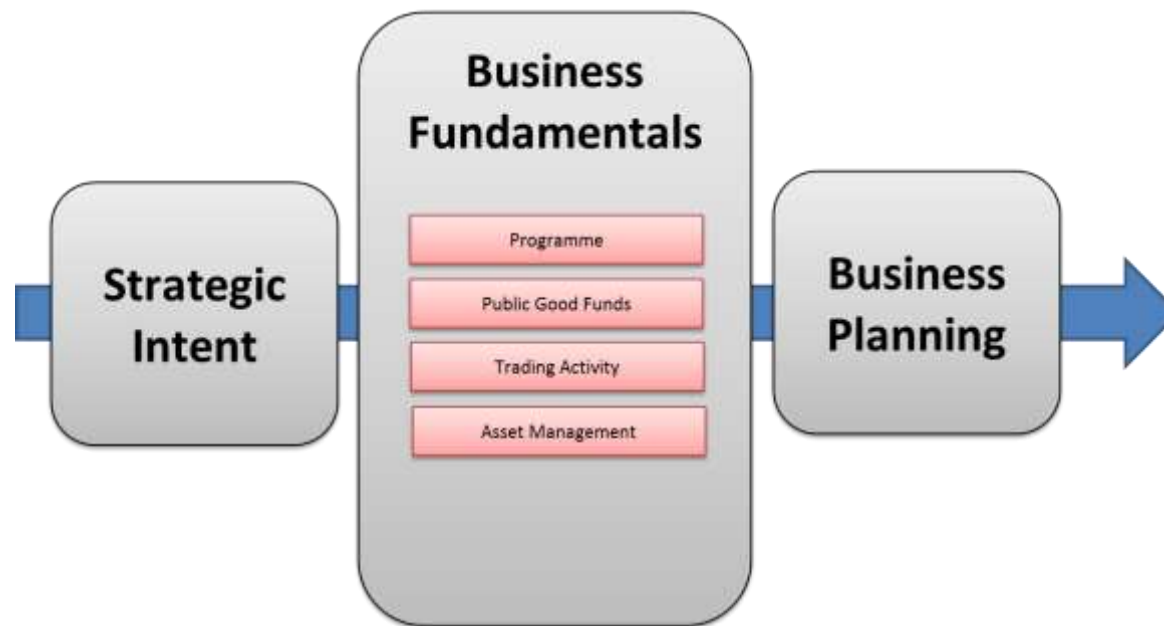 Strategic
Intent
Business
Fundamentals
Programme
Public Good Funds
Trading Activity
Asset Management
Business
Planning